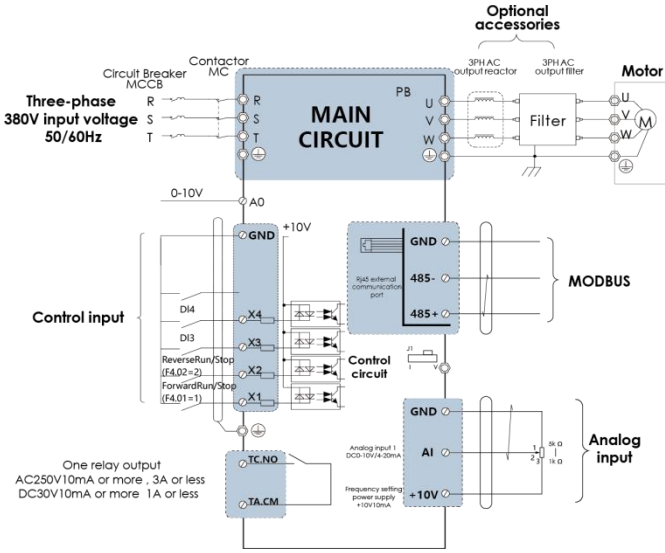 Optional
accessories
3PH AC
output reactor
3PH AC
output filter
Motor
Circuit Breaker
MCCB
Contactor
MC
Three-phase
380V input voltage
50/60Hz
R
S
T
R
S
T
MAIN
CIRCUIT
PB
U
V
W
Filter
U
V
W
M
0-10V
A0
+10V
GND
Control input
DI4
X4
DI3
X3
ReverseRun/Stop
(F4.02=2)
X2
ForwardRun/Stop
(F4.01=1)
X1
Control
circuit
GND
485-
485+
Rj45 external
communication
port
MODBUS
J1
I
V
GND
AI
+10V
Analog input 1
DC0-10V/4-20mA
Frequency setting
power supply
+10V10mA
1
2
3
5k Ω
1k Ω
Analog
input
One relay output
AC250V10mA or more , 3A or less
DC30V10mA or more 1A or less
TC.NO
TA.CM